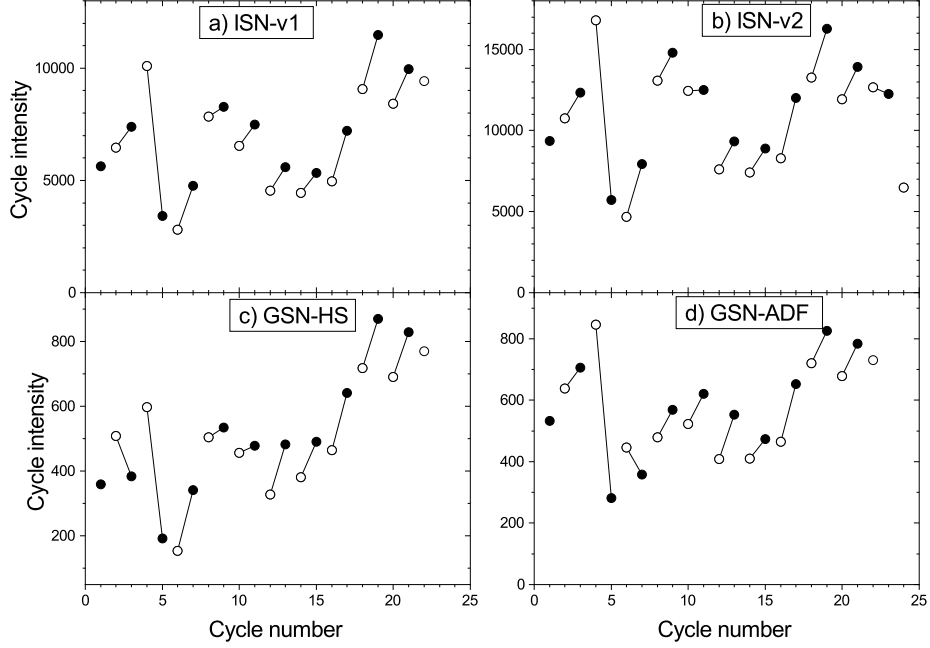 a) ISN-v1
b) ISN-v2
Cycle intensity
10000
5000
0
15000
10000
5000
0
c) GSN-HS
d) GSN-ADF
Cycle intensity
800
600
400
200
800
600
400
200
0
0 5 10 15 20 25
0 5 10 15 20 25
Cycle number
Cycle number